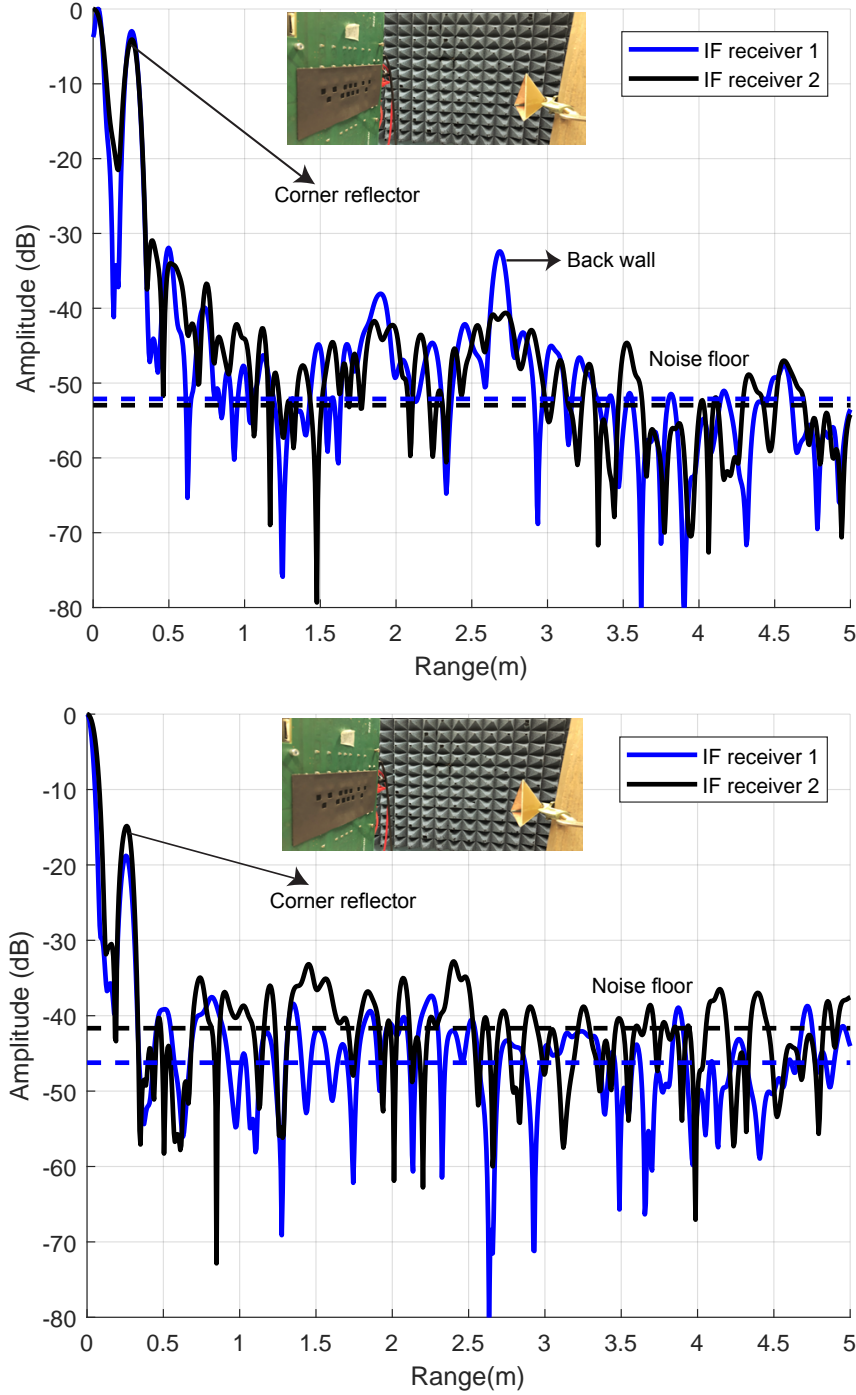 0
-10
-20
-30
-40
-50
-60
-70
-80
Amplitude (dB)
IF receiver 1
IF receiver 2
Corner reflector
Back wall
Noise floor
0 0.5 1 1.5 2 2.5 3 3.5 4 4.5 5
Range(m)
0
-10
-20
-30
-40
-50
-60
-70
-80
Amplitude (dB)
IF receiver 1
IF receiver 2
Corner reflector
Noise floor
0 0.5 1 1.5 2 2.5 3 3.5 4 4.5 5
Range(m)